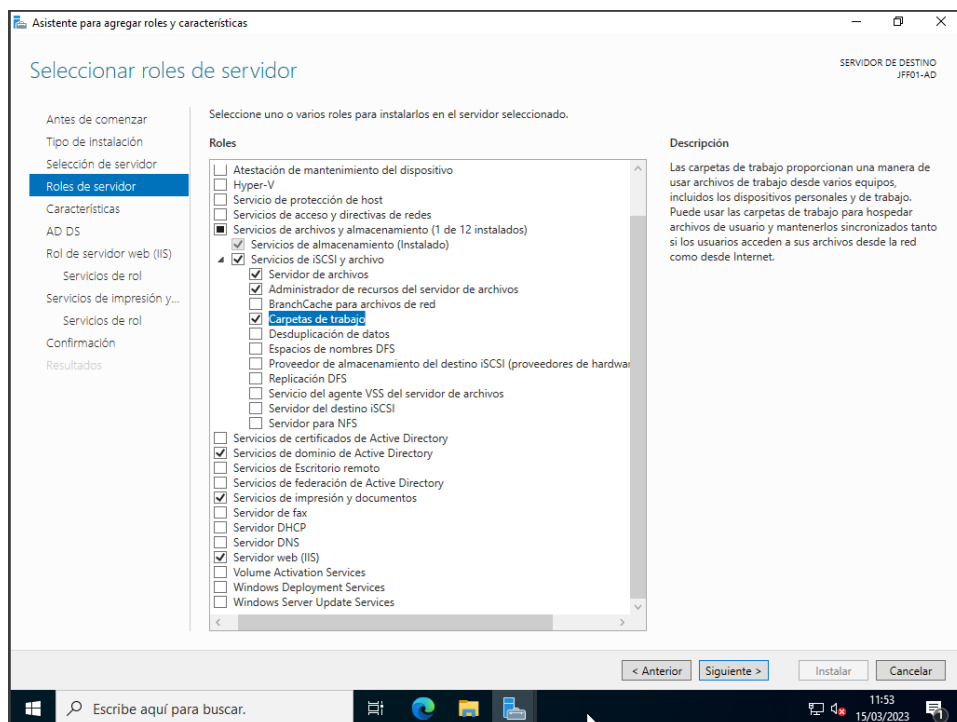 Asistente para agregar roles y características
Seleccionar roles de servidor
SERVIDOR DE DESTINO
JFF01-AD
Antes de comenzar
Tipo de instalación
Selección de servidor
Roles de servidor
Características
AD DS
Rol de servidor web (IIS)
Servicios de rol
Servicios de impresión y...
Servicios de rol
Confirmación
Resultados
Seleccione uno o varios roles para instalarlos en el servidor seleccionado.
Roles
Atestación de mantenimiento del dispositivo
Hyper-V
Servicio de protección de host
Servicios de acceso y directivas de redes
Servicios de archivos y almacenamiento (1 de 12 instalados)
Servicios de almacenamiento (Instalado)
Servicios de iSCSI y archivo
Servidor de archivos
Administrador de recursos del servidor de archivos
BranchCache para archivos de red
Carpetas de trabajo
Desduplicación de datos
Espacios de nombres DFS
Proveedor de almacenamiento del destino iSCSI (proveedores de hardwa
Replicación DFS
Servicio del agente VSS del servidor de archivos
Servidor del destino iSCSI
Servidor para NFS
Servicios de certificados de Active Directory
Servicios de dominio de Active Directory
Servicios de Escritorio remoto
Servicios de federación de Active Directory
Servicios de impresión y documentos
Servidor de fax
Servidor DHCP
Servidor DNS
Servidor web (IIS)
Volume Activation Services
Windows Deployment Services
Windows Server Update Services
Descripción
Las carpetas de trabajo proporcionan una manera de
usar archivos de trabajo desde varios equipos,
incluidos los dispositivos personales y de trabajo.
Puede usar las carpetas de trabajo para hospedar
archivos de usuario y mantenerlos sincronizados tanto
si los usuarios acceden a sus archivos desde la red
como desde Internet.
< Anterior
Siguiente >
Instalar
Cancelar
Escribe aquí para buscar.
11:53
15/03/2023
1